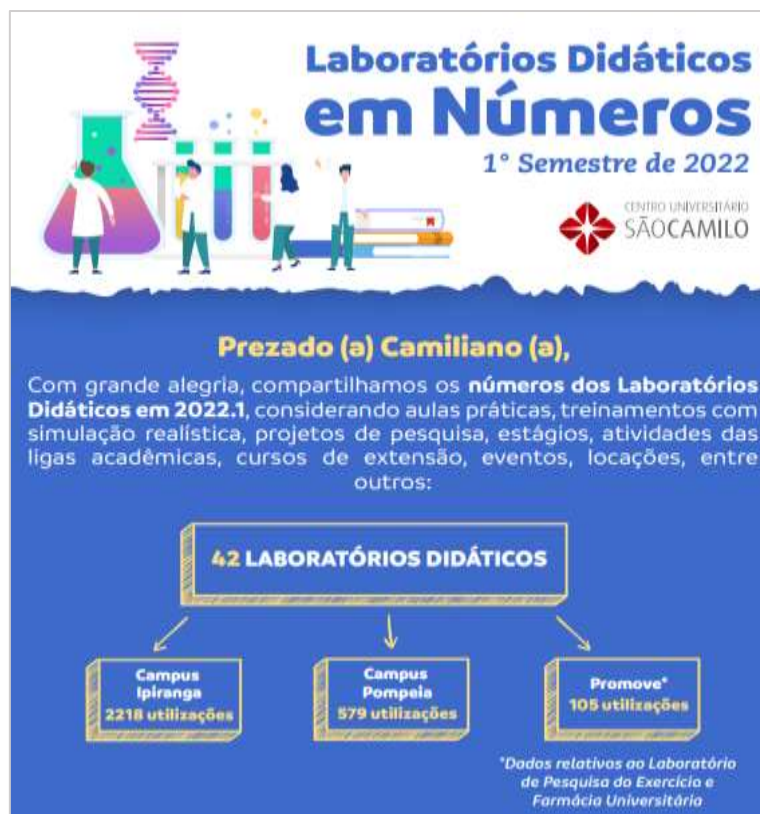 Laboratórios Didáticos
em Números
1° Semestre de 2022
CENTRO UNIVERSITÁRIO
SÃOCAMILO
Prezado (a) Camiliano (a),
Com grande alegria, compartilhamos os números dos Laboratórios
Didáticos em 2022.1, considerando aulas práticas, treinamentos com
simulação realística, projetos de pesquisa, estágios, atividades das
ligas acadêmicas, cursos de extensão, eventos, locações, entre
outros:
42 LABORATÓRIOS DIDÁTICOS
Campus
Ipiranga
2218 utilizações
Campus
Pompeia
579 utilizações
Promove*
105 utilizações
*Dados relativos ao Laboratório
de Pesquisa do Exercício e
Farmácia Universitária